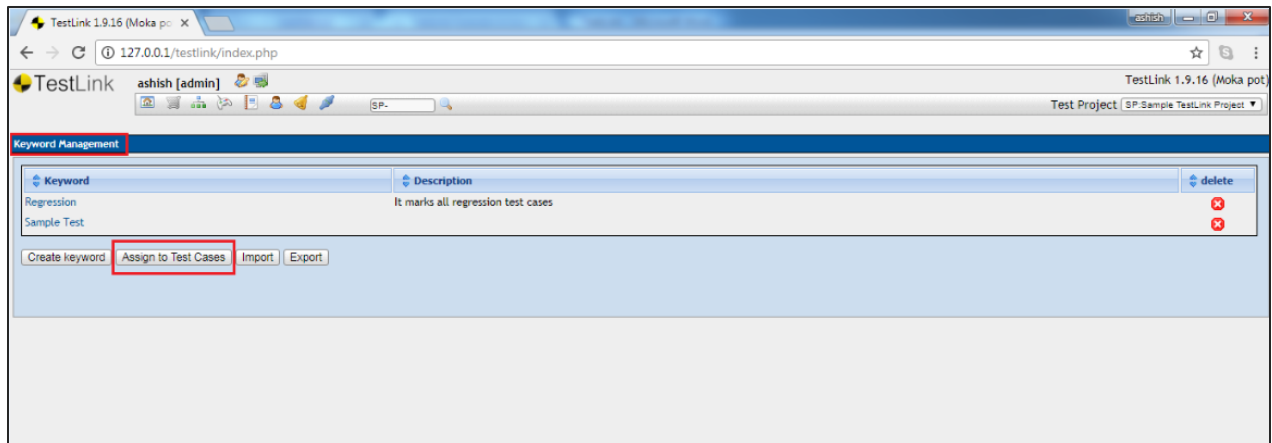 TestLink 1.9.16 (Moka po
ashish
127.0.0.1/testlink/index.php
TestLink ashish [admin] TestLink 1.9.16 (Moka pot)
SP- Test Project SP:Sample TestLink Project
Keyword Management
Keyword Description delete
Regression It marks all regression test cases
Sample Test
Create keyword Assign to Test Cases Import Export